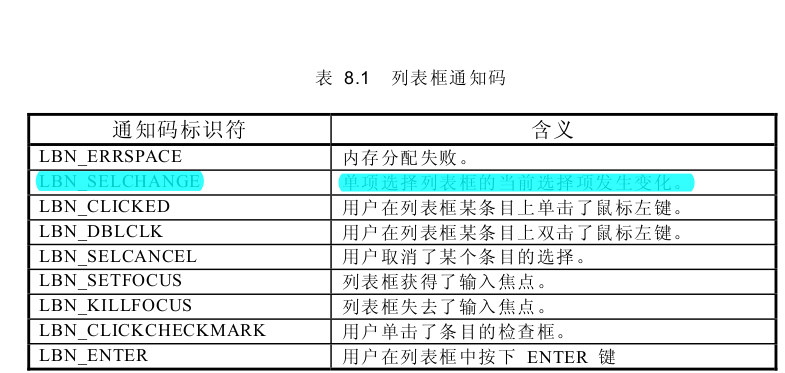 表 8.1 列表框通知码
通知码标识符 含义
LBN_ERRSPACE 内存分配失败。
LBN_SELCHANGE 单项选择列表框的当前选择项发生变化。
LBN_CLICKED 用户在列表框某条目上单击了鼠标左键。
LBN_DBLCLK 用户在列表框某条目上双击了鼠标左键。
LBN_SELCANCEL 用户取消了某个条目的选择。
LBN_SETFOCUS 列表框获得了输入焦点。
LBN_KILLFOCUS 列表框失去了输入焦点。
LBN_CLICKCHECKMARK 用户单击了条目的检查框。
LBN_ENTER 用户在列表框中按下 ENTER 键